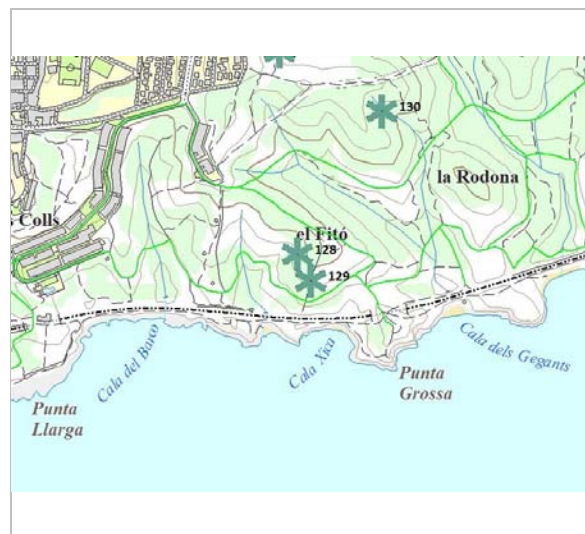 130
la Rodona
s Colls
el Fitó
128
129
Cala del Barco
Cala Xica
Cala dels Gegants
Punta
Grossa
Punta
Llarga